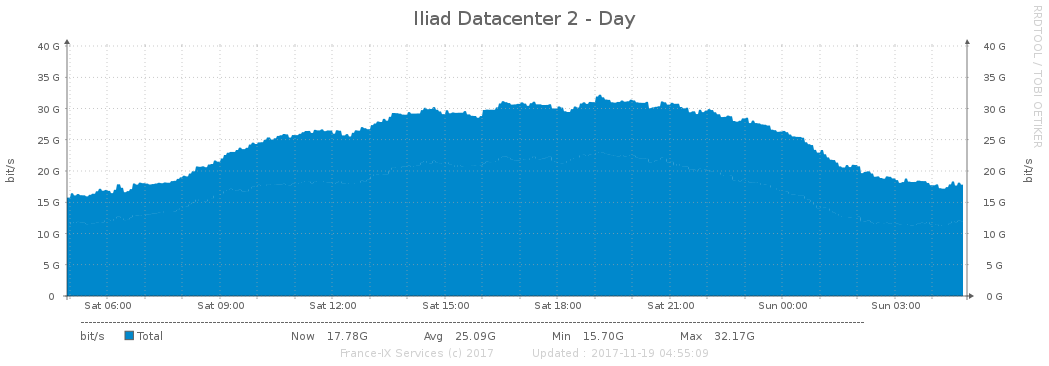 Iliad Datacenter 2 - Day
RRDTOOL / TOBI OETIKER
40 G 40 G
35 G 35 G
30 G 30 G
25 G 25 G
20 G 20 G
15 G 15 G
10 G 10 G
5 G 5 G
0 0 G
bit/s bit/s
Sat 06:00 Sat 09:00 Sat 12:00 Sat 15:00 Sat 18:00 Sat 21:00 Sun 00:00 Sun 03:00
bit/s Total Now 17.78G Avg 25.09G Min 15.70G Max 32.17G
France-IX Services (c) 2017 Updated : 2017-11-19 04:55:09